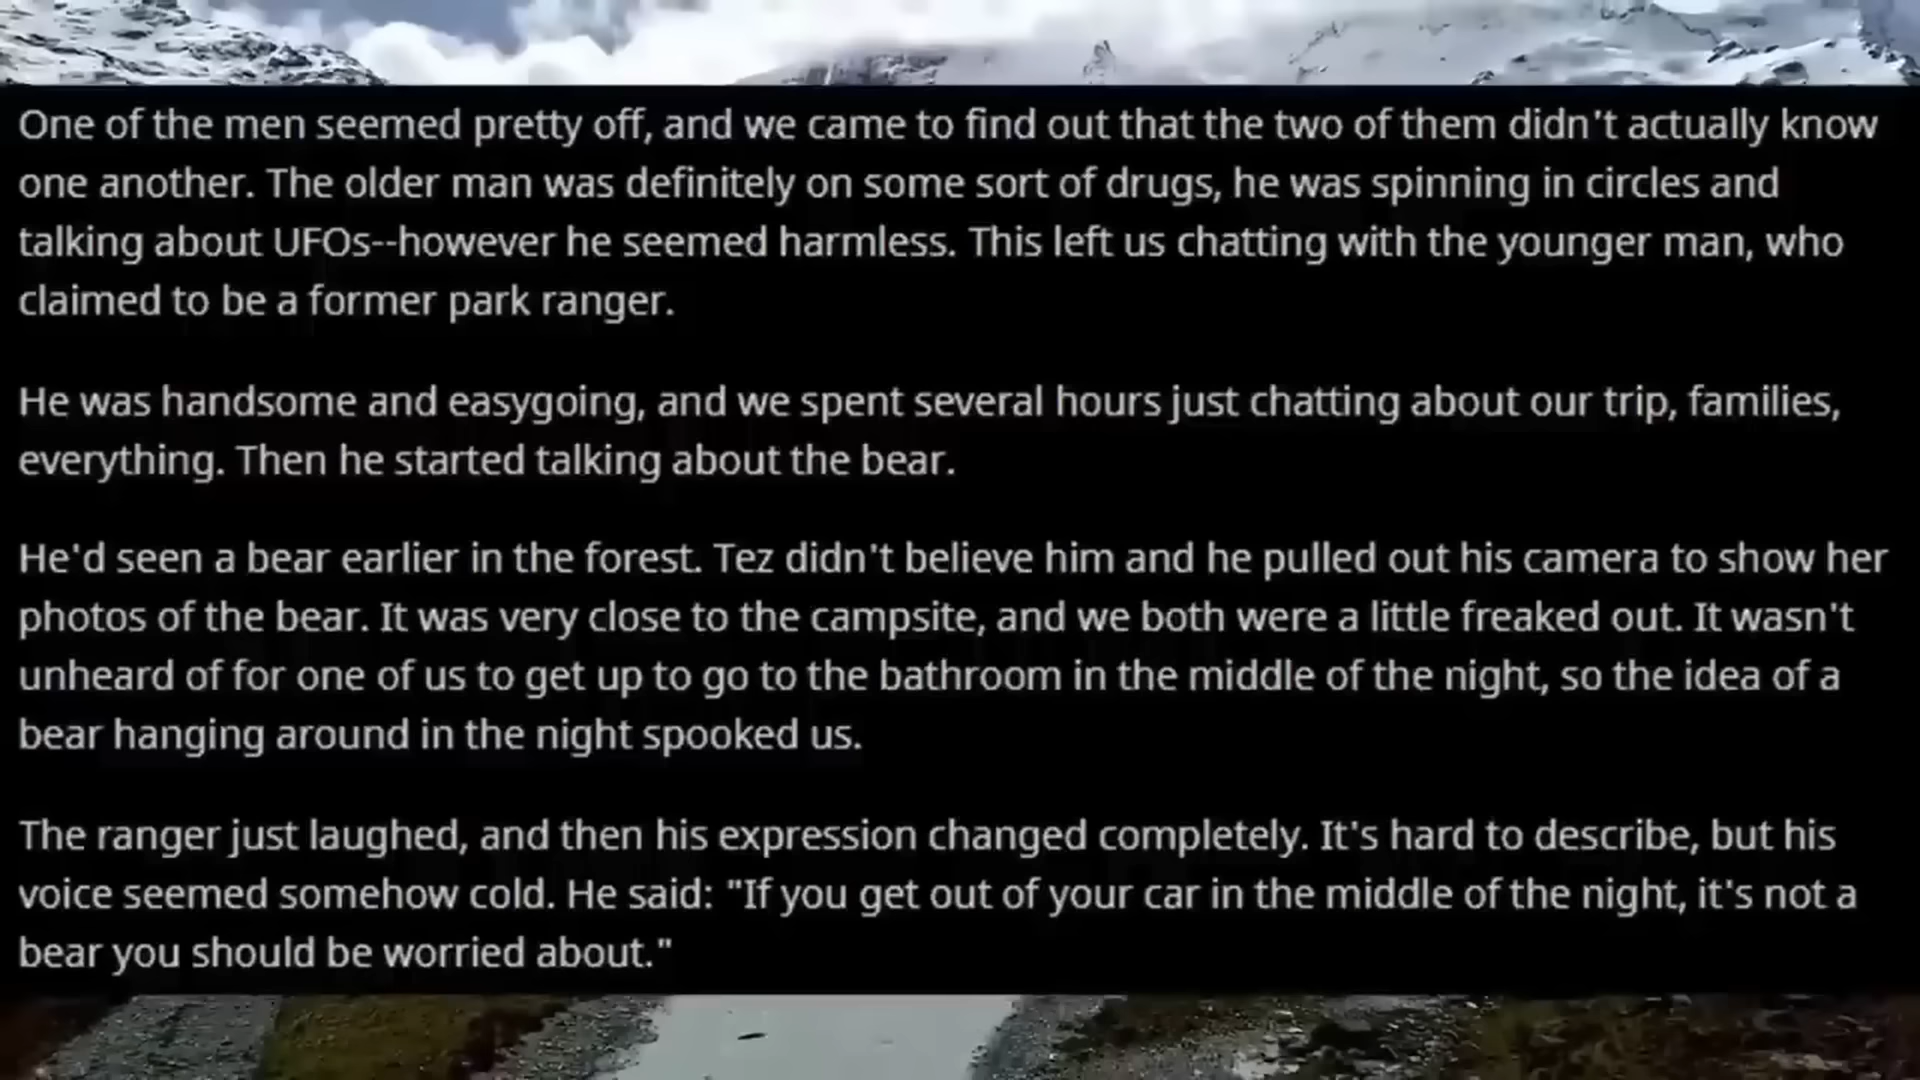 One of the men seemed pretty off, and we came to find out that the two of them didn't actually know
one another. The older man was definitely on some sort of drugs, he was spinning in circles and
talking about UFOs--however he seemed harmless. This left us chatting with the younger man, who
claimed to be a former park ranger.
He was handsome and easygoing, and we spent several hours just chatting about our trip, families,
everything. Then he started talking about the bear.
He'd seen a bear earlier in the forest. Tez didn't believe him and he pulled out his camera to show her
photos of the bear. It was very close to the campsite, and we both were a little freaked out. It wasn't
unheard of for one of us to get up to go to the bathroom in the middle of the night, so the idea of a
bear hanging around in the night spooked us.
The ranger just laughed, and then his expression changed completely. It's hard to describe, but his
voice seemed somehow cold. He said: "If you get out of your car in the middle of the night, it's not a
bear you should be worried about."